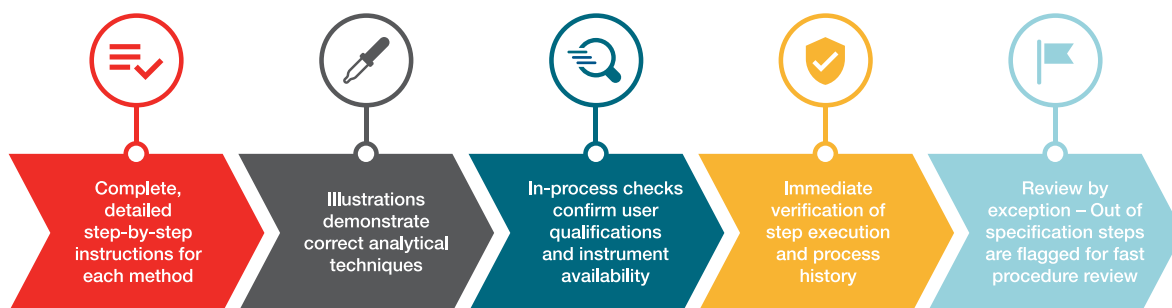 Complete,
detailed
step-by-step
instructions for
each method
Illustrations
demonstrate
correct analytical
techniques
In-process checks
confirm user
qualifications
and instrument
availability
Immediate
verification of
step execution
and process
history
Review by
exception – Out of
specification steps
are flagged for fast
procedure review